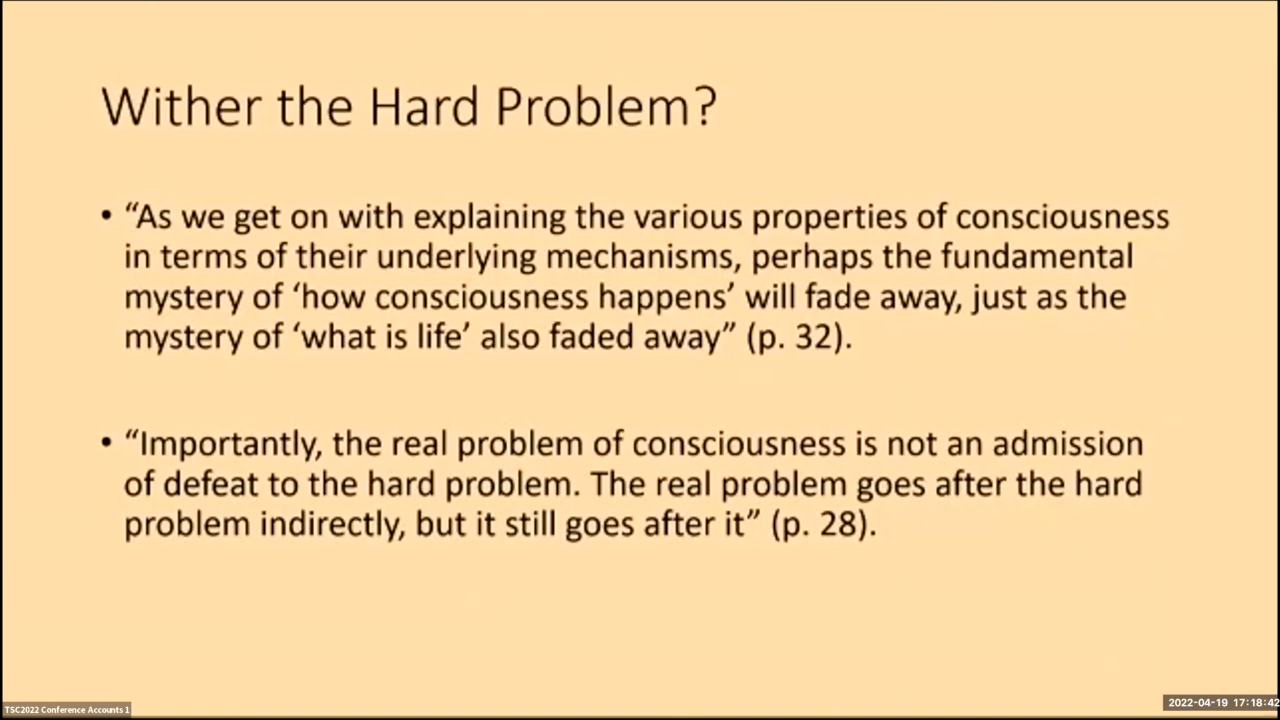 Wither the Hard Problem?
• “As we get on with explaining the various properties of consciousness
in terms of their underlying mechanisms, perhaps the fundamental
mystery of ‘how consciousness happens’ will fade away, just as the
mystery of ‘what is life’ also faded away” (p. 32).
• “Importantly, the real problem of consciousness is not an admission
of defeat to the hard problem. The real problem goes after the hard
problem indirectly, but it still goes after it” (p. 28).
TSC2022 Conference Accounts 1
2022-04-19 17:18:42